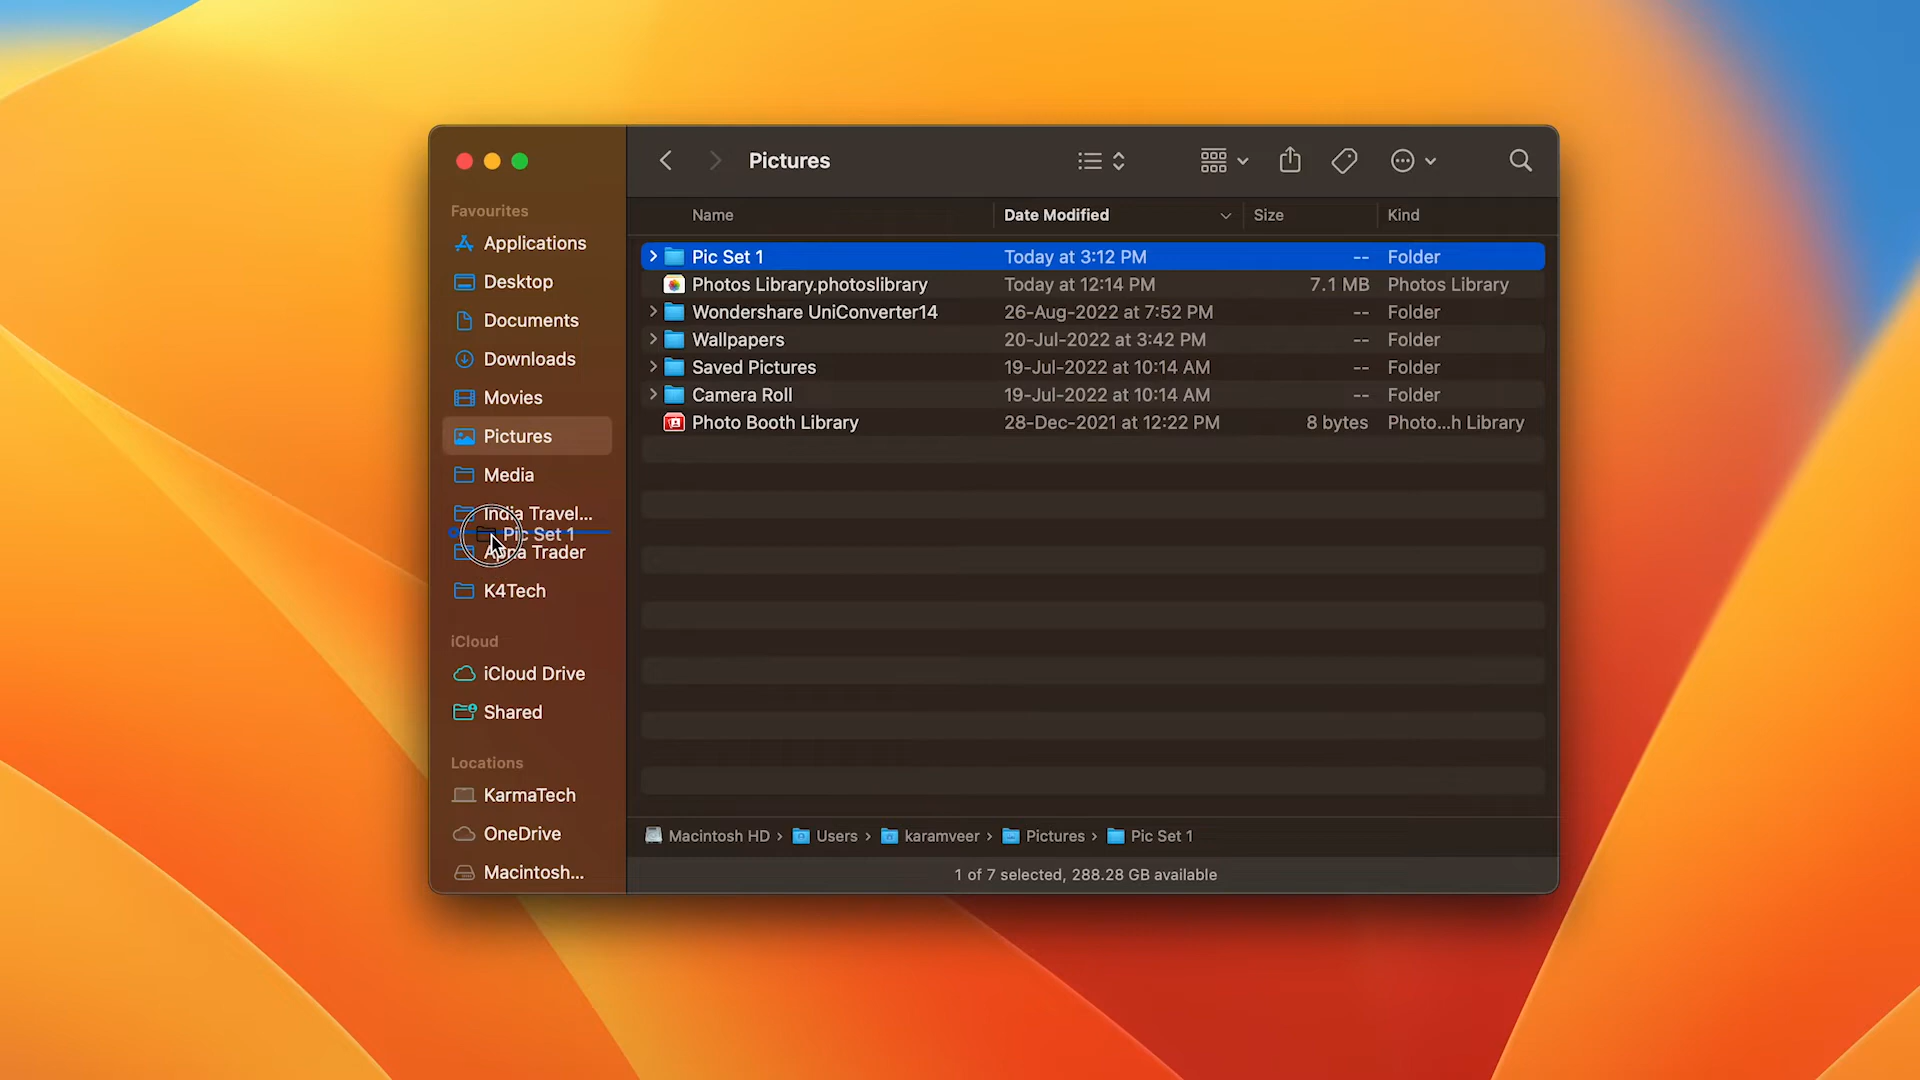 Pictures
Favourites
Applications
Desktop
Documents
Downloads
Movies
Pictures
Media
India Travel...
Pic Set 1
Apna Trader
K4Tech
iCloud
iCloud Drive
Shared
Locations
KarmaTech
OneDrive
Macintosh...
Name Date Modified Size Kind
Pic Set 1 Today at 3:12 PM -- Folder
Photos Library.photoslibrary Today at 12:14 PM 7.1 MB Photos Library
Wondershare UniConverter14 26-Aug-2022 at 7:52 PM -- Folder
Wallpapers 20-Jul-2022 at 3:42 PM -- Folder
Saved Pictures 19-Jul-2022 at 10:14 AM -- Folder
Camera Roll 19-Jul-2022 at 10:14 AM -- Folder
Photo Booth Library 28-Dec-2021 at 12:22 PM 8 bytes Photo...h Library
Macintosh HD › Users › karamveer › Pictures › Pic Set 1
1 of 7 selected, 288.28 GB available